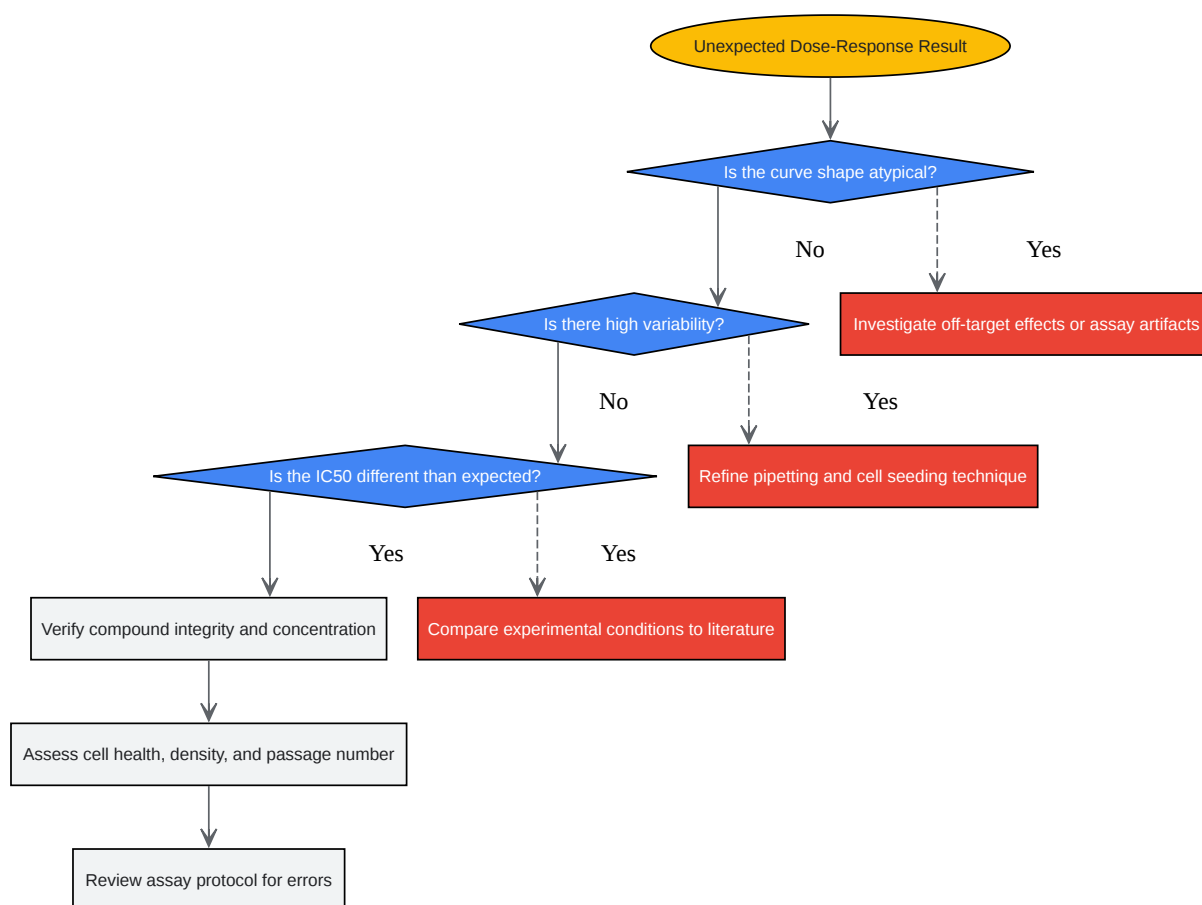 Unexpected Dose-Response Result
Is the curve shape atypical?
No
Yes
Is there high variability?
Investigate off-target effects or assay artifacts
No
Yes
Is the IC50 different than expected?
Refine pipetting and cell seeding technique
Yes
Yes
Verify compound integrity and concentration
Compare experimental conditions to literature
Assess cell health, density, and passage number
Review assay protocol for errors